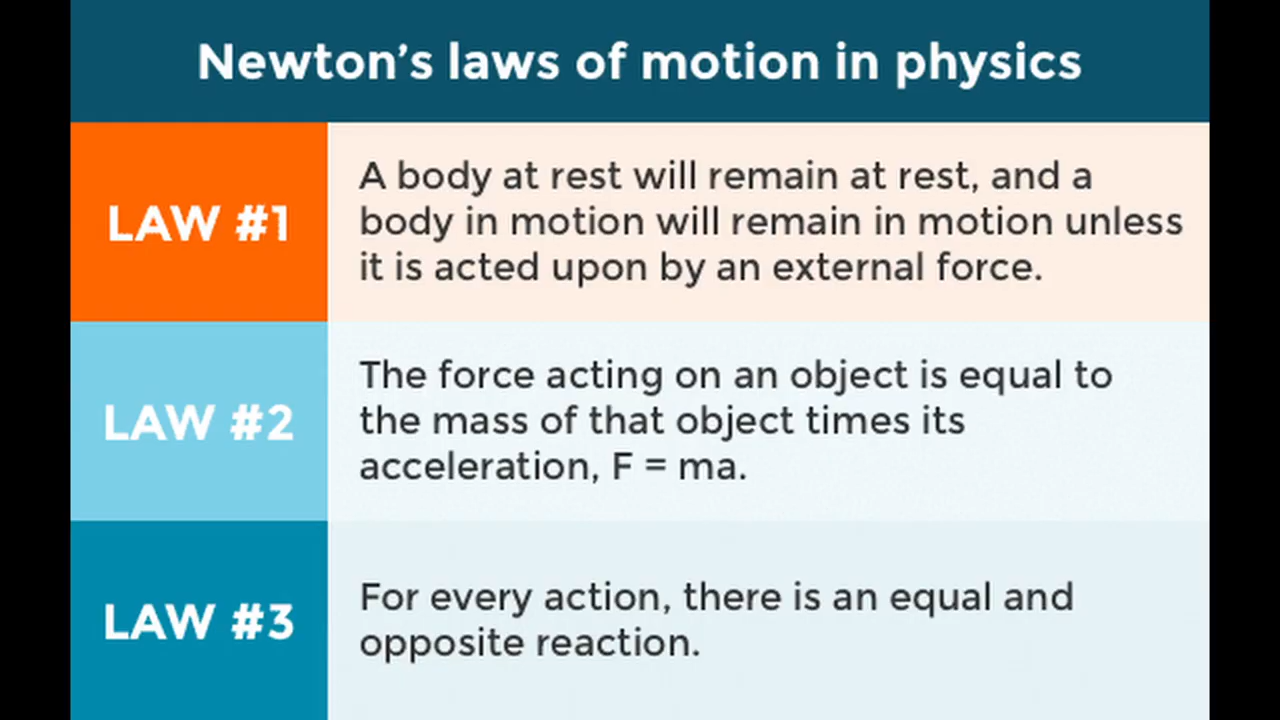 Newton’s laws of motion in physics
LAW #1
A body at rest will remain at rest, and a
body in motion will remain in motion unless
it is acted upon by an external force.
LAW #2
The force acting on an object is equal to
the mass of that object times its
acceleration, F = ma.
LAW #3
For every action, there is an equal and
opposite reaction.